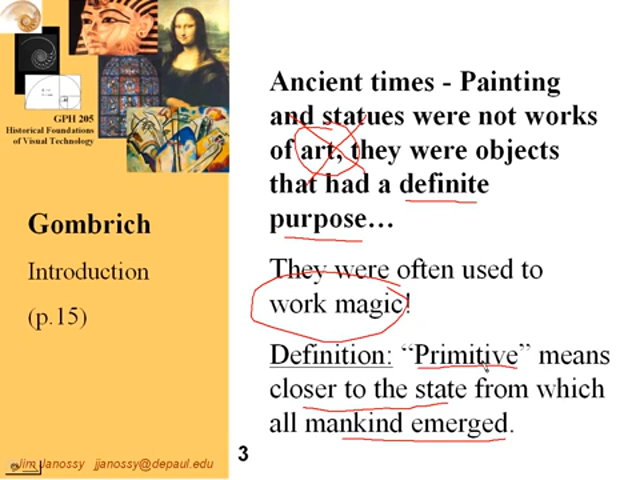 GPH 205
Historical Foundations
of Visual Technology
Gombrich
Introduction
(p.15)
Ancient times - Painting
and statues were not works
of art, they were objects
that had a definite
purpose…
They were often used to
work magic!
Definition: “Primitive” means
closer to the state from which
all mankind emerged.
Jim Janossy jjanossy@depaul.edu
3